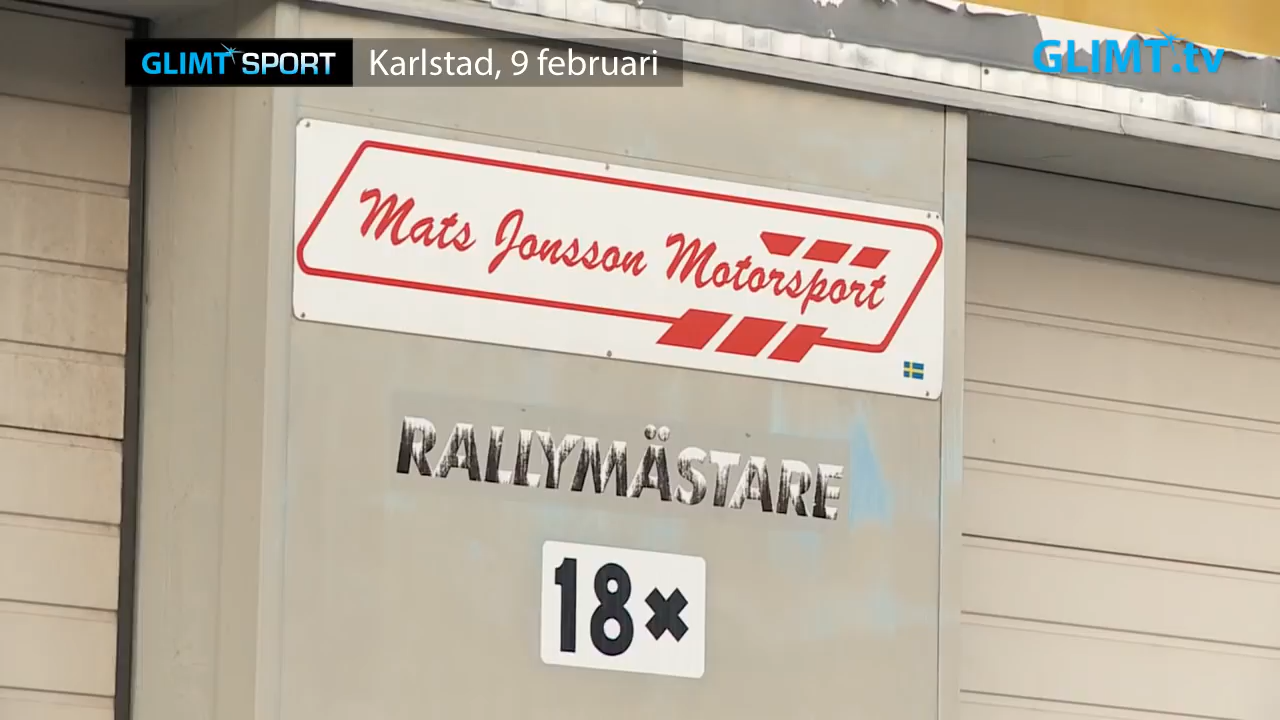 GLIMT SPORT Karlstad, 9 februari
GLIMT.tv
Mats Jonsson Motorsport
RALLYMÄSTARE
18×